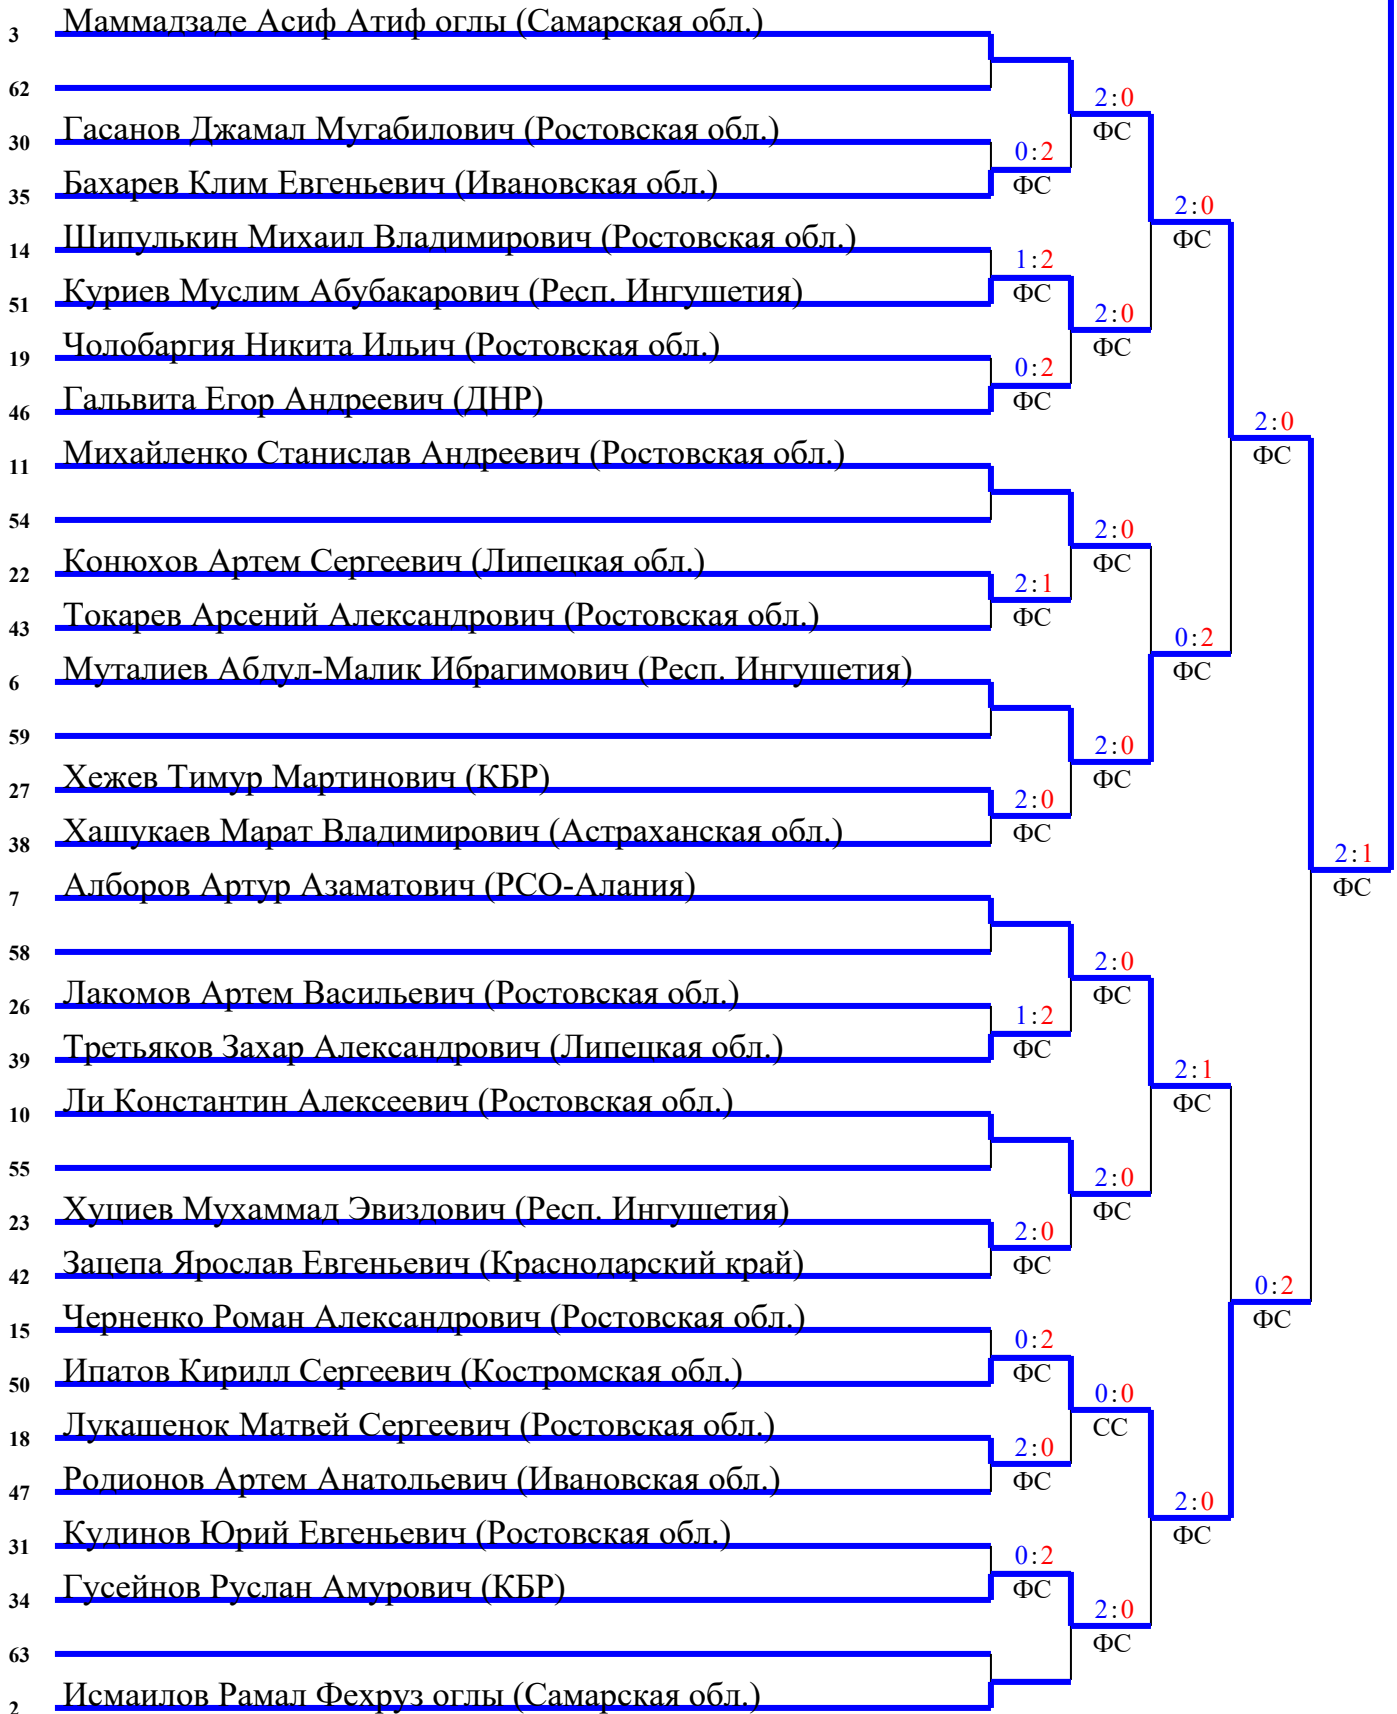 3 Маммадзаде Асиф Атиф оглы (Самарская обл.)
62
2:0
ФС
30 Гасанов Джамал Мугабилович (Ростовская обл.)
0:2
ФС
35 Бахарев Клим Евгеньевич (Ивановская обл.)
2:0
ФС
14 Шипулькин Михаил Владимирович (Ростовская обл.)
1:2
ФС
51 Куриев Муслим Абубакарович (Респ. Ингушетия)
2:0
ФС
19 Чолобаргия Никита Ильич (Ростовская обл.)
0:2
ФС
46 Гальвита Егор Андреевич (ДНР)
2:0
ФС
11 Михайленко Станислав Андреевич (Ростовская обл.)
54
2:0
ФС
22 Конюхов Артем Сергеевич (Липецкая обл.)
2:1
ФС
43 Токарев Арсений Александрович (Ростовская обл.)
0:2
ФС
6 Муталиев Абдул-Малик Ибрагимович (Респ. Ингушетия)
59
2:0
ФС
27 Хежев Тимур Мартинович (КБР)
2:0
ФС
38 Хашукаев Марат Владимирович (Астраханская обл.)
2:1
ФС
7 Алборов Артур Азаматович (РСО-Алания)
58
2:0
ФС
26 Лакомов Артем Васильевич (Ростовская обл.)
1:2
ФС
39 Третьяков Захар Александрович (Липецкая обл.)
2:1
ФС
10 Ли Константин Алексеевич (Ростовская обл.)
55
2:0
ФС
23 Хуциев Мухаммад Эвиздович (Респ. Ингушетия)
2:0
ФС
42 Зацепа Ярослав Евгеньевич (Краснодарский край)
0:2
ФС
15 Черненко Роман Александрович (Ростовская обл.)
0:2
ФС
50 Ипатов Кирилл Сергеевич (Костромская обл.)
0:0
СС
18 Лукашенок Матвей Сергеевич (Ростовская обл.)
2:0
ФС
47 Родионов Артем Анатольевич (Ивановская обл.)
2:0
ФС
31 Кудинов Юрий Евгеньевич (Ростовская обл.)
0:2
ФС
34 Гусейнов Руслан Амурович (КБР)
2:0
ФС
63
2 Исмаилов Рамал Фехруз оглы (Самарская обл.)